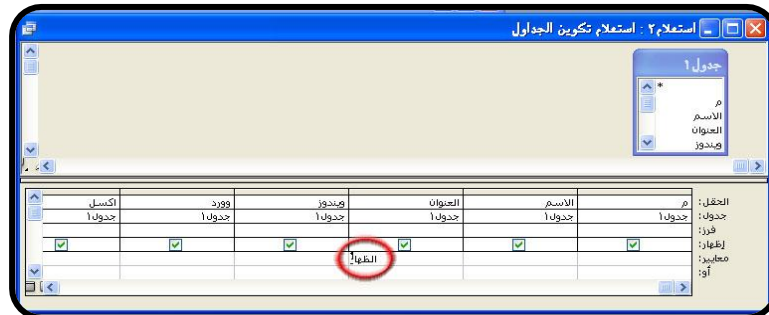 استعلام٢ : استعلام تكوين الجداول
جدول١
*
م
الاسم
العنوان
ويندوز
الحقل: م الاسم العنوان ويندوز وورد اكسل
جدول: جدول١ جدول١ جدول١ جدول١ جدول١ جدول١
فرز:
إظهار:
معايير: الظها
أو: